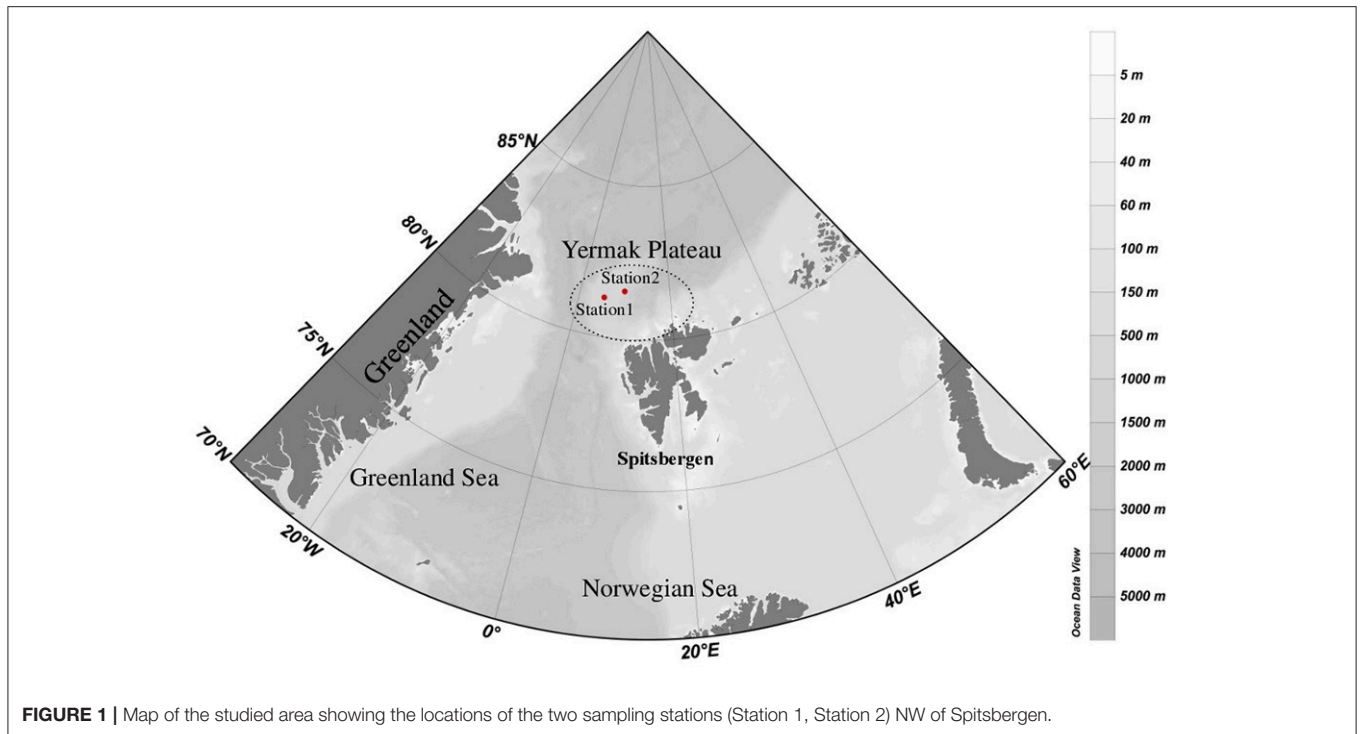 85°N
80°N
75°N
70°N
20°W
0°
20°E
40°E
60°E
Greenland
Yermak Plateau
Station2
Station1
Spitsbergen
Greenland Sea
Norwegian Sea
5 m
20 m
40 m
60 m
100 m
150 m
500 m
1000 m
1500 m
2000 m
3000 m
4000 m
5000 m
Ocean Data View
FIGURE 1 | Map of the studied area showing the locations of the two sampling stations (Station 1, Station 2) NW of Spitsbergen.